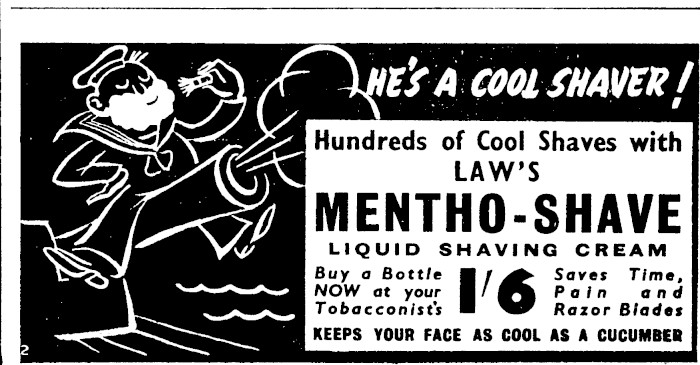 HE'S A COOL SHAVER!
Hundreds of Cool Shaves with
LAW'S
MENTHO-SHAVE
LIQUID SHAVING CREAM
Buy a Bottle
NOW at your
Tobacconist's
1/6
Saves Time,
Pain and
Razor Blades
KEEPS YOUR FACE AS COOL AS A CUCUMBER
2